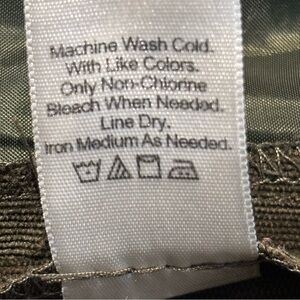 Machine Wash Cold.
With Like Colors.
Only Non-Chlorine
Bleach When Needed.
Line Dry.
Iron Medium As Needed.